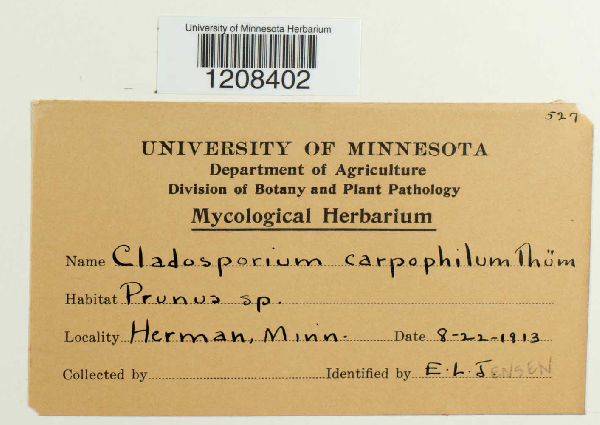 University of Minnesota Herbarium
1208402
527
UNIVERSITY OF MINNESOTA
Department of Agriculture
Division of Botany and Plant Pathology
Mycological Herbarium
Name Cladosporium carpophilum Thüm
Habitat Prunus sp.
Locality Herman, Minn. Date 8-22-1913
Collected by Identified by E. L. JENSEN